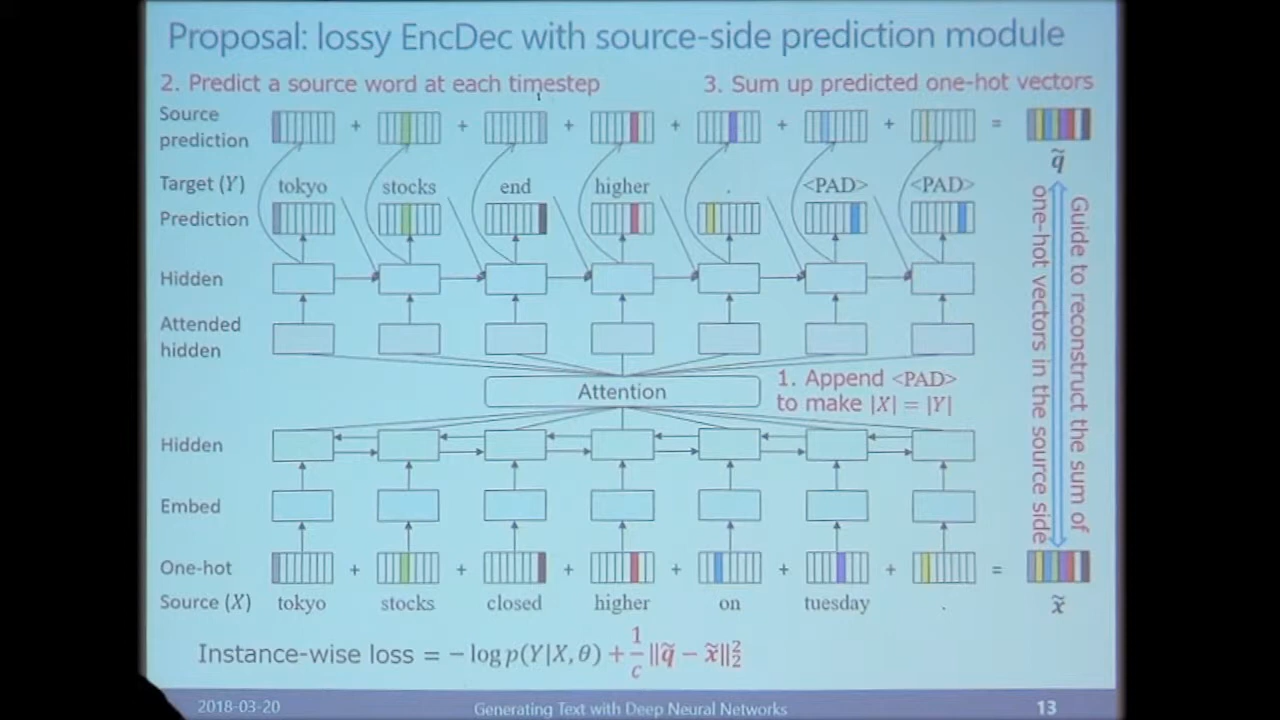 Proposal: lossy EncDec with source-side prediction module
2. Predict a source word at each timestep
3. Sum up predicted one-hot vectors
Source prediction
+ + + + + + =
q̃
Target (Y) tokyo stocks end higher . <PAD> <PAD>
Prediction
Hidden
Attended hidden
Attention
1. Append <PAD>
to make |X| = |Y|
Guide to reconstruct the sum of
one-hot vectors in the source side
Hidden
Embed
One-hot + + + + + + =
Source (X) tokyo stocks closed higher on tuesday .
x̃
Instance-wise loss = − log p(Y|X, θ) + 1/c ||q̃ − x̃||₂²
2018-03-20
Generating Text with Deep Neural Networks
13